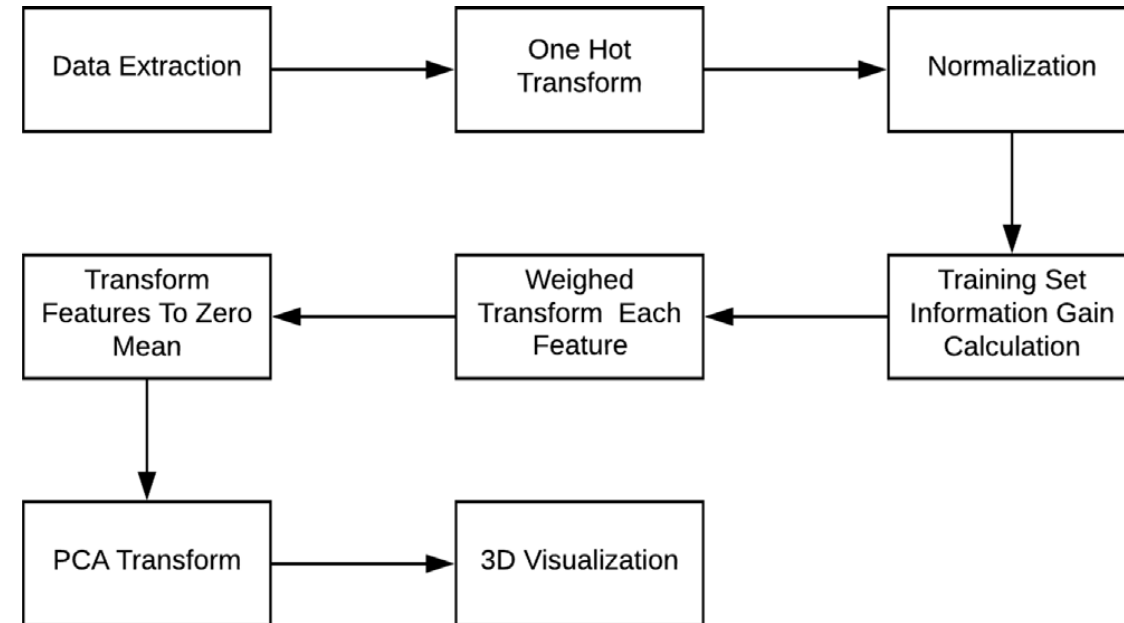 Data Extraction
One Hot
Transform
Normalization
Training Set
Information Gain
Calculation
Weighed
Transform  Each
Feature
Transform
Features To Zero
Mean
PCA Transform
3D Visualization